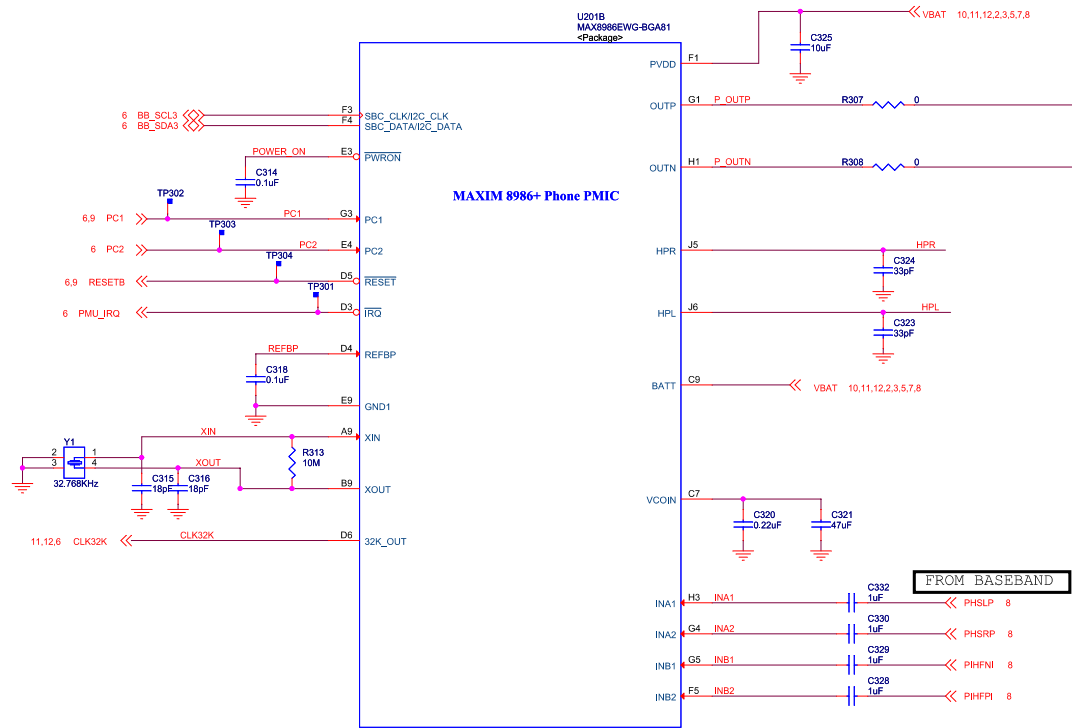 U201B
MAX8986EWG-BGA81
<Package>
VBAT 10,11,12,2,3,5,7,8
C325
10uF
PVDD F1
OUTP G1 P_OUTP R307 0
6 BB_SCL3 F3 SBC_CLK/I2C_CLK
6 BB_SDA3 F4 SBC_DATA/I2C_DATA
POWER_ON E3 PWRON
OUTN H1 P_OUTN R308 0
C314
0.1uF
MAXIM 8986+ Phone PMIC
TP302
6,9 PC1 PC1 G3 PC1
TP303
6 PC2 PC2 E4 PC2
HPR J5 HPR
TP304
C324
33pF
6,9 RESETB D5 RESET
TP301
6 PMU_IRQ D3 IRQ
HPL J6 HPL
C323
33pF
REFBP D4 REFBP
C318
0.1uF
BATT C9 VBAT 10,11,12,2,3,5,7,8
E9 GND1
XIN A9 XIN
Y1
2 1
3 4
32.768KHz
R313
10M
XOUT
C315
18pF
C316
18pF
B9 XOUT
VCOIN C7
C320
0.22uF
C321
47uF
11,12,6 CLK32K CLK32K D6 32K_OUT
FROM BASEBAND
C332
1uF
INA1 H3 INA1 PHSLP 8
C330
1uF
INA2 G4 INA2 PHSRP 8
C329
1uF
INB1 G5 INB1 PIHFNI 8
C328
1uF
INB2 F5 INB2 PIHFPI 8